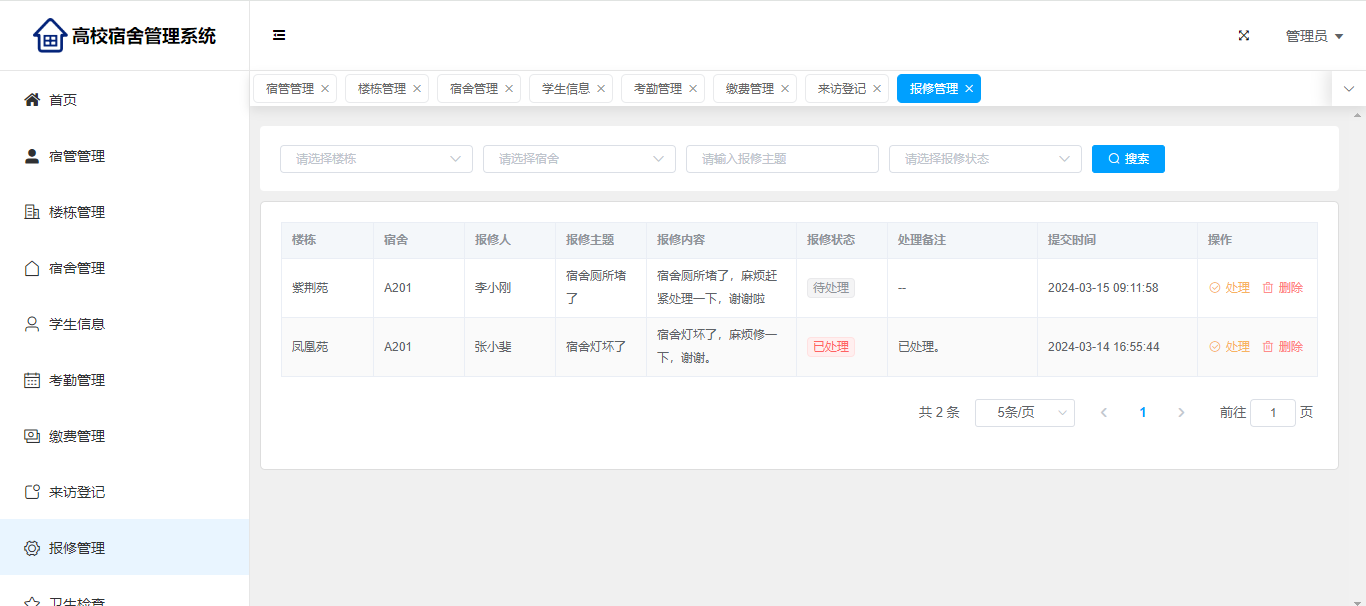 高校宿舍管理系统
管理员
首页
宿管管理
楼栋管理
宿舍管理
学生信息
考勤管理
缴费管理
来访登记
报修管理
卫生检查
宿管管理 楼栋管理 宿舍管理 学生信息 考勤管理 缴费管理 来访登记 报修管理
请选择楼栋 请选择宿舍 请输入报修主题 请选择报修状态 搜索
楼栋 宿舍 报修人 报修主题 报修内容 报修状态 处理备注 提交时间 操作
紫荆苑 A201 李小刚 宿舍厕所堵了 宿舍厕所堵了，麻烦赶紧处理一下，谢谢啦 待处理 -- 2024-03-15 09:11:58 处理 删除
凤凰苑 A201 张小斐 宿舍灯坏了 宿舍灯坏了，麻烦修一下，谢谢。 已处理 已处理。 2024-03-14 16:55:44 处理 删除
共 2 条 5条/页 1 前往 1 页